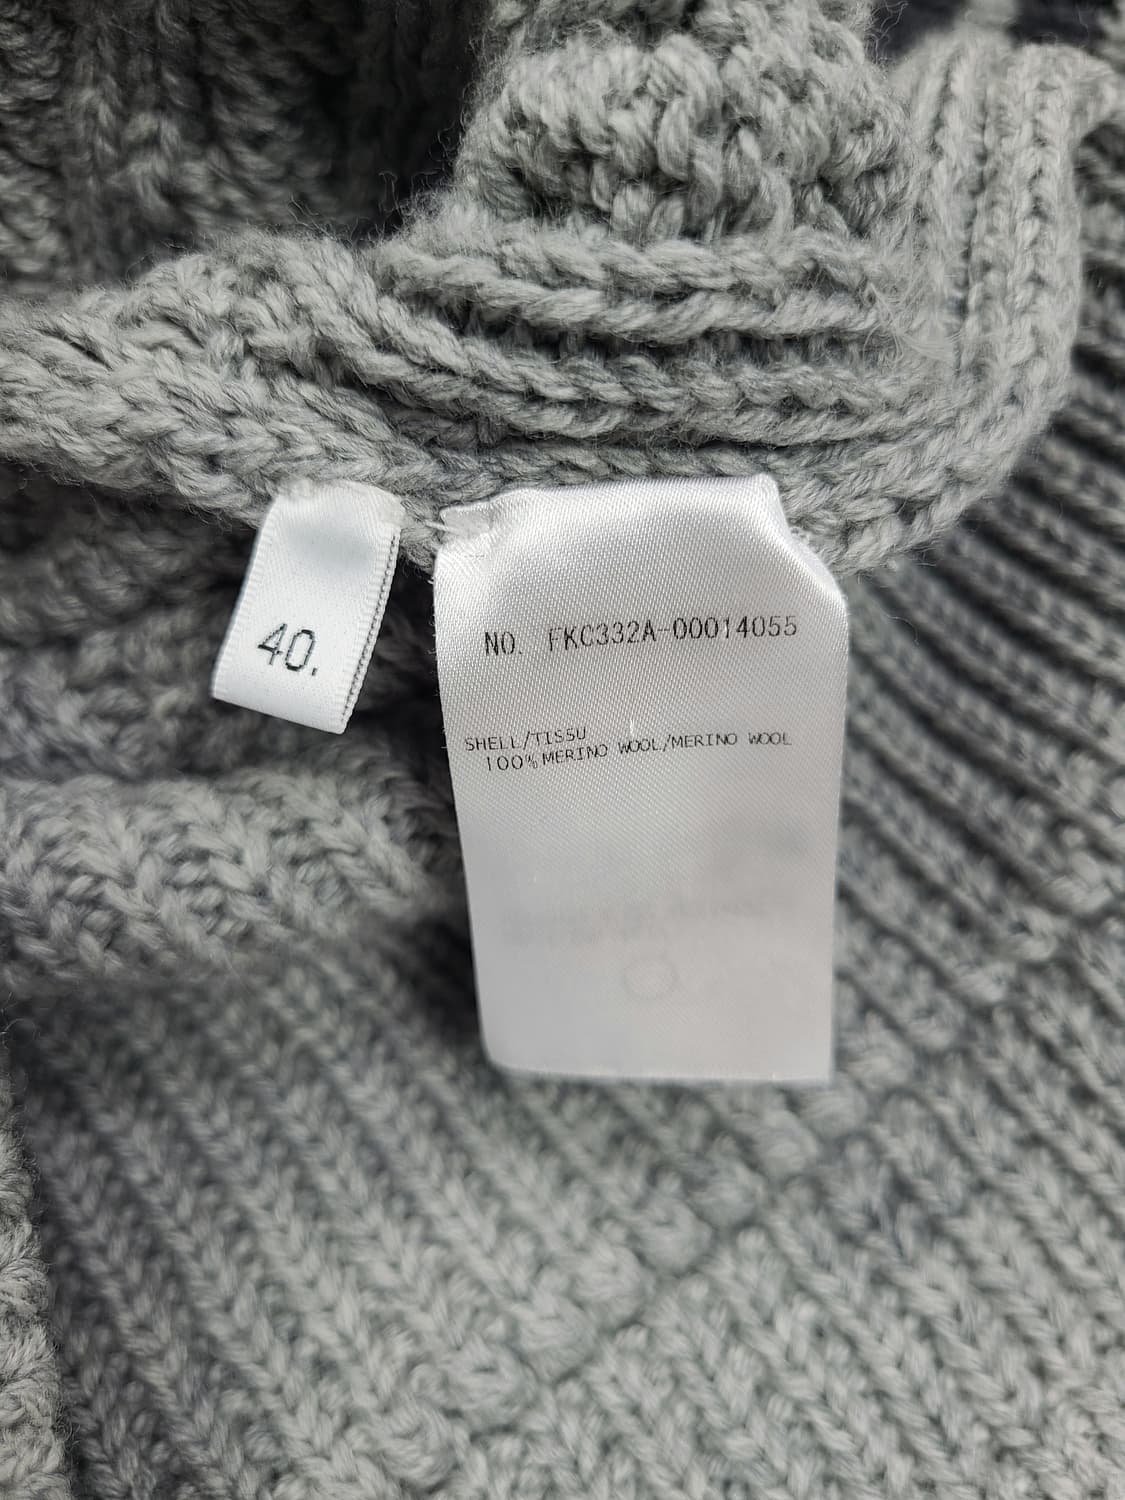 40.
NO. FKC332A-00014055
SHELL/TISSU
100% MERINO WOOL/MERINO WOOL